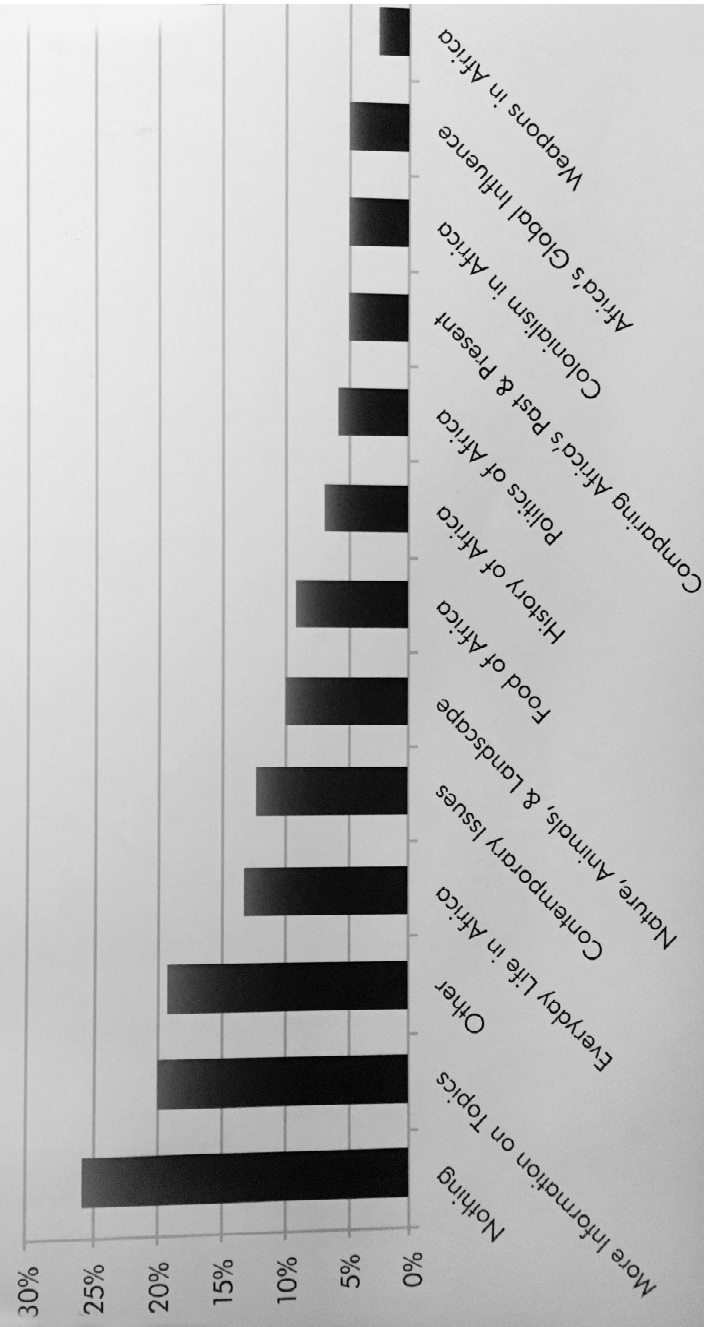 30%
25%
20%
15%
10%
5%
0%
Nothing
More Information on Topics
Other
Everyday Life in Africa
Contemporary Issues
Nature, Animals, & Landscape
Food of Africa
History of Africa
Politics of Africa
Comparing Africa's Past & Present
Colonialism in Africa
Africa's Global Influence
Weapons in Africa